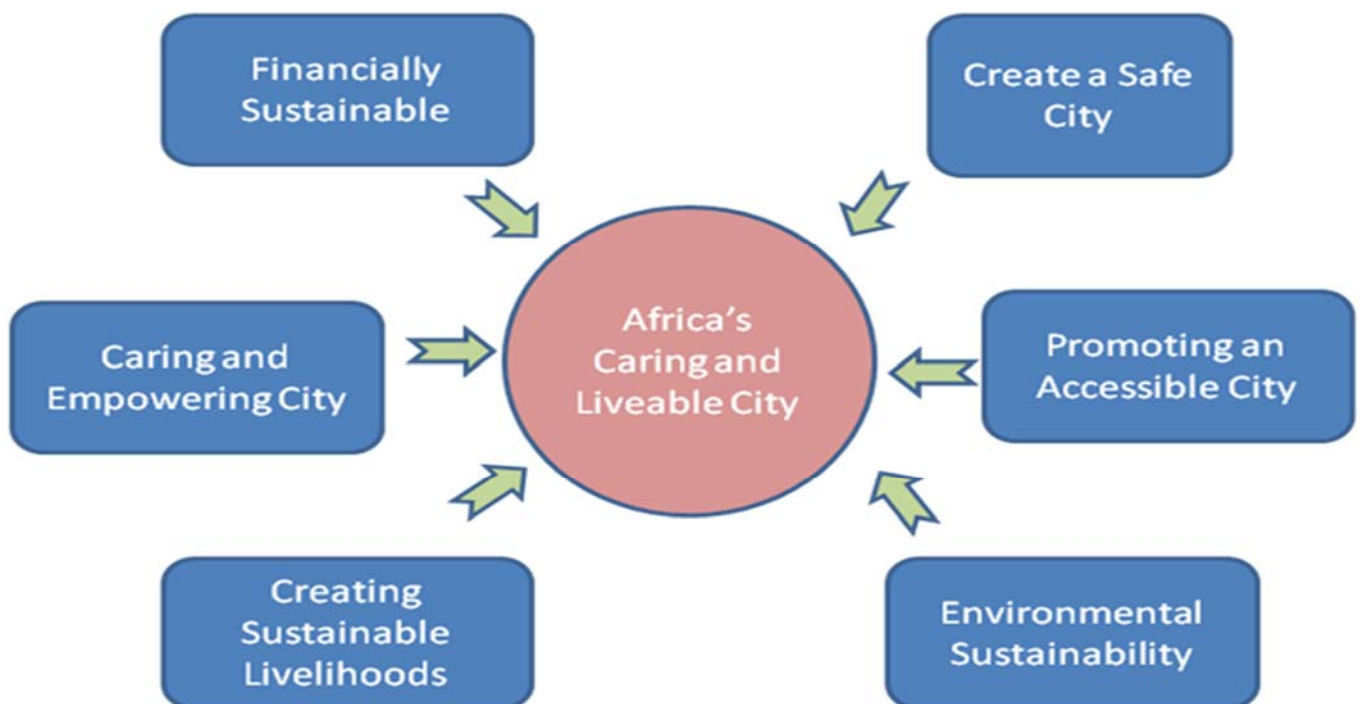 Financially
Sustainable
Create a Safe
City
Caring and
Empowering City
Africa's
Caring and
Liveable City
Promoting an
Accessible City
Creating
Sustainable
Livelihoods
Environmental
Sustainability